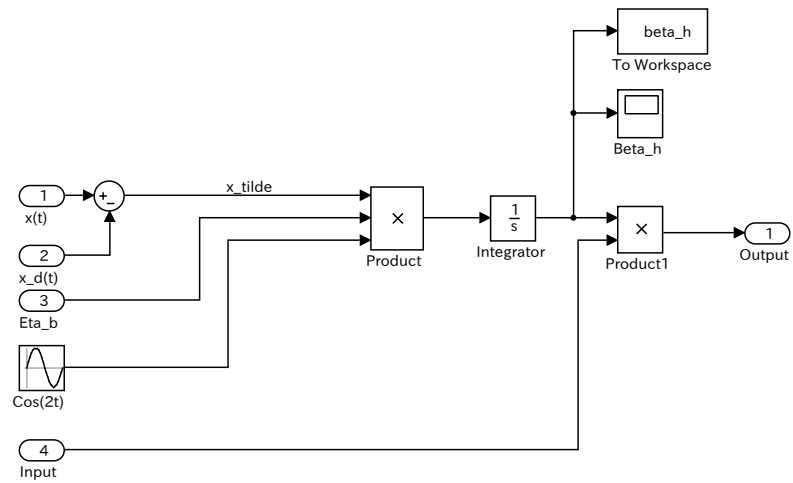 beta_h
To Workspace
Beta_h
1
x(t)
+
−
x_tilde
2
x_d(t)
3
Eta_b
×
Product
1
s
Integrator
×
Product1
1
Output
Cos(2t)
4
Input